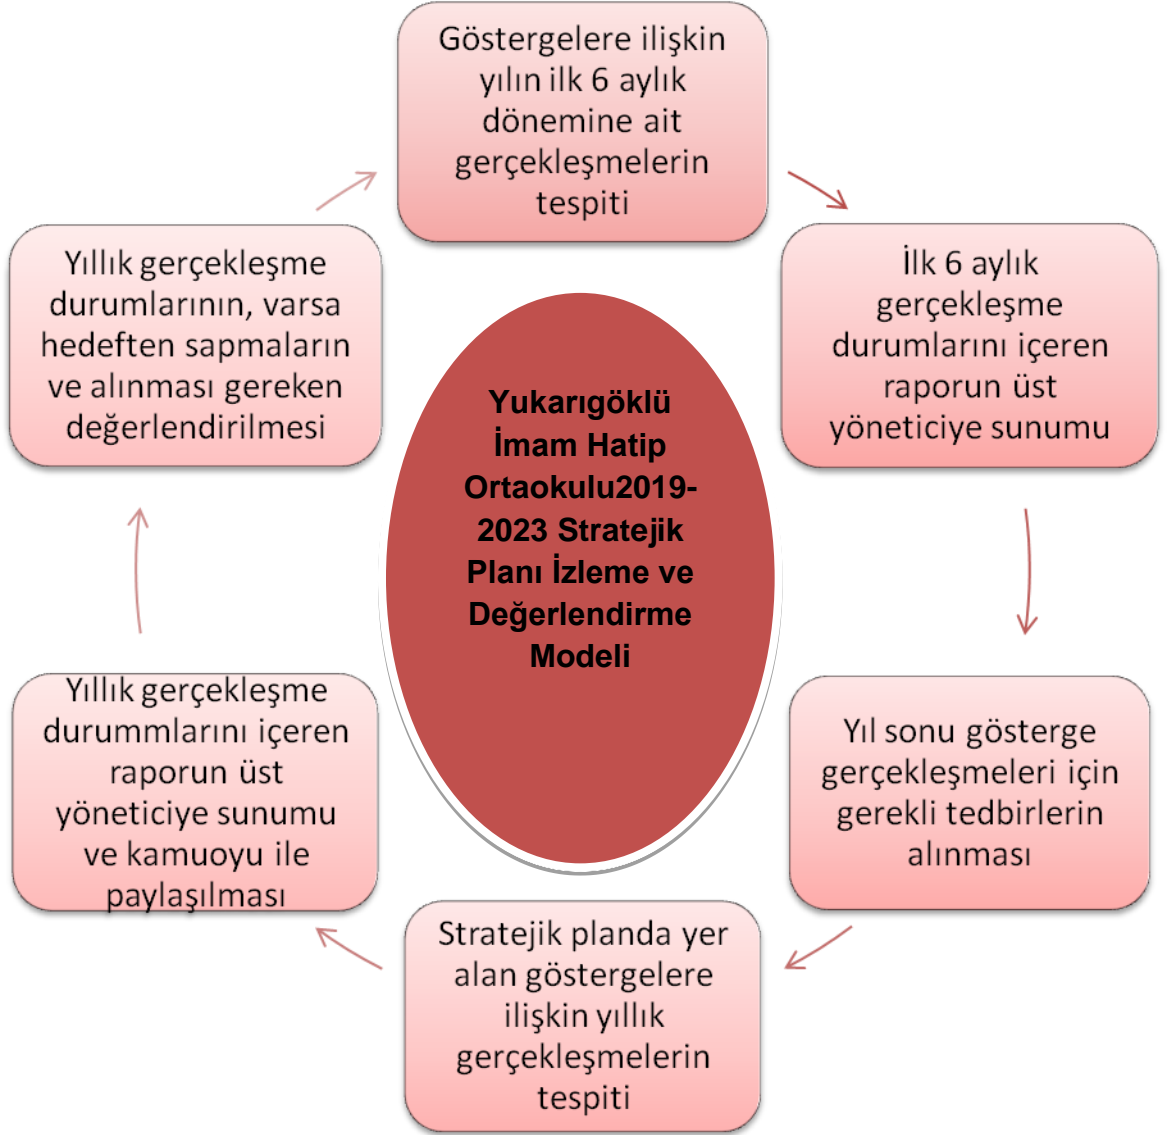 Göstergelere ilişkin
yılın ilk 6 aylık
dönemine ait
gerçekleşmelerin
tespiti
İlk 6 aylık
gerçekleşme
durumlarını içeren
raporun üst
yöneticiye sunumu
Yıl sonu gösterge
gerçekleşmeleri için
gerekli tedbirlerin
alınması
Stratejik planda yer
alan göstergelere
ilişkin yıllık
gerçekleşmelerin
tespiti
Yıllık gerçekleşme
durummlarını içeren
raporun üst
yöneticiye sunumu
ve kamuoyu ile
paylaşılması
Yıllık gerçekleşme
durumlarının, varsa
hedeften sapmaların
ve alınması gereken
değerlendirilmesi
Yukarıgöklü
İmam Hatip
Ortaokulu2019-
2023 Stratejik
Planı İzleme ve
Değerlendirme
Modeli